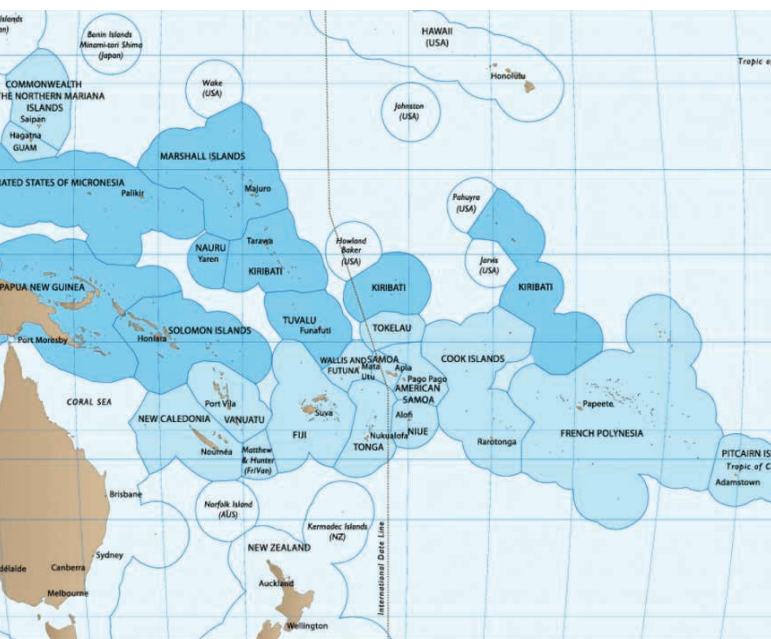 Islands
Bonin Islands
Minami-tori Shima
(Japan)
HAWAII
(USA)
Honolulu
Tropic
Wake
(USA)
Johnston
(USA)
COMMONWEALTH
THE NORTHERN MARIANA
ISLANDS
Saipan
Hagatna
GUAM
MARSHALL ISLANDS
Majuro
ATED STATES OF MICRONESIA
Palikir
Pahuyra
(USA)
NAURU
Yaren
Tarawa
KIRIBATI
Howland
Baker
(USA)
Jarvis
(USA)
KIRIBATI
KIRIBATI
PAPUA NEW GUINEA
Port Moresby
Honiara
SOLOMON ISLANDS
TUVALU
Funafuti
TOKELAU
WALLIS AND
FUTUNA
Mata
Utu
SAMOA
Apia
Pago Pago
AMERICAN
SAMOA
COOK ISLANDS
CORAL SEA
Port Vila
VANUATU
NEW CALEDONIA
Nouméa
Matthew
& Hunter
(Fr/Van)
Suva
FIJI
Nukualofa
TONGA
Alofi
NIUE
Rarotonga
Papeete
FRENCH POLYNESIA
PITCAIRN IS
Tropic of C
Adamstown
Brisbane
Norfolk Island
(AUS)
Kermadec Islands
(NZ)
International Date Line
Sydney
NEW ZEALAND
délaide
Canberra
Melbourne
Auckland
Wellington